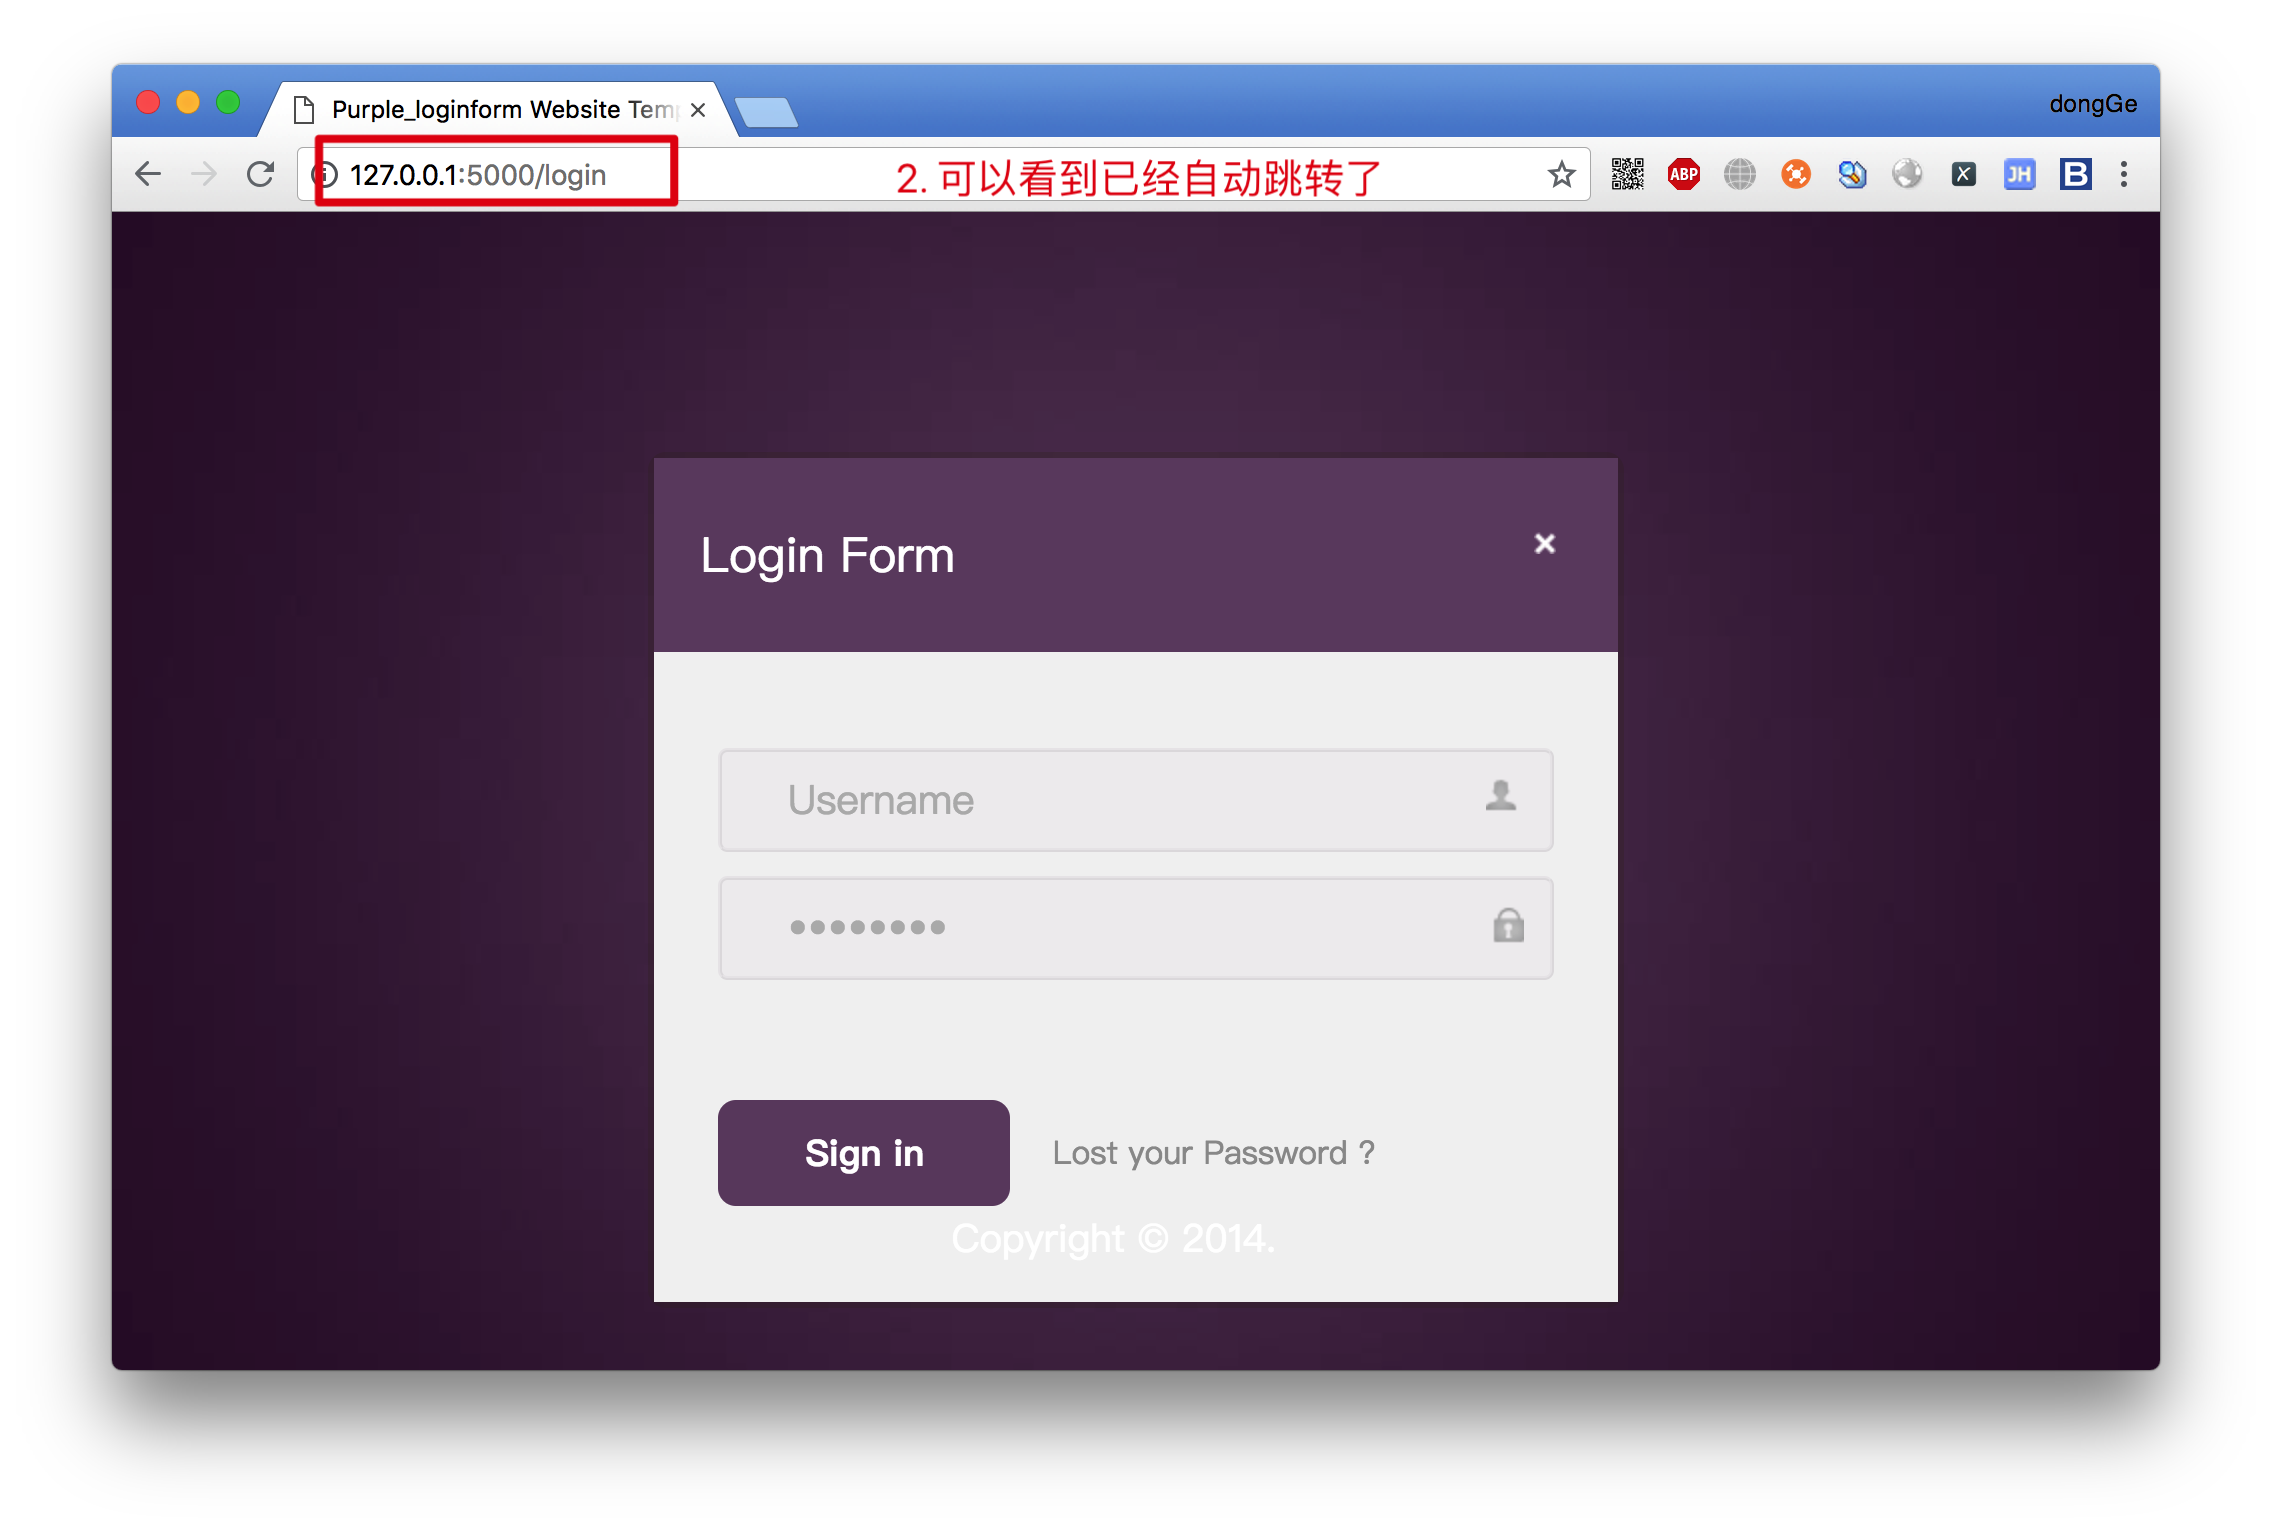 Purple_loginform Website Temp
dongGe
127.0.0.1:5000/login
2. 可以看到已经自动跳转了
ABP
X
JH
B
Login Form
Username
Sign in
Lost your Password ?
Copyright © 2014.